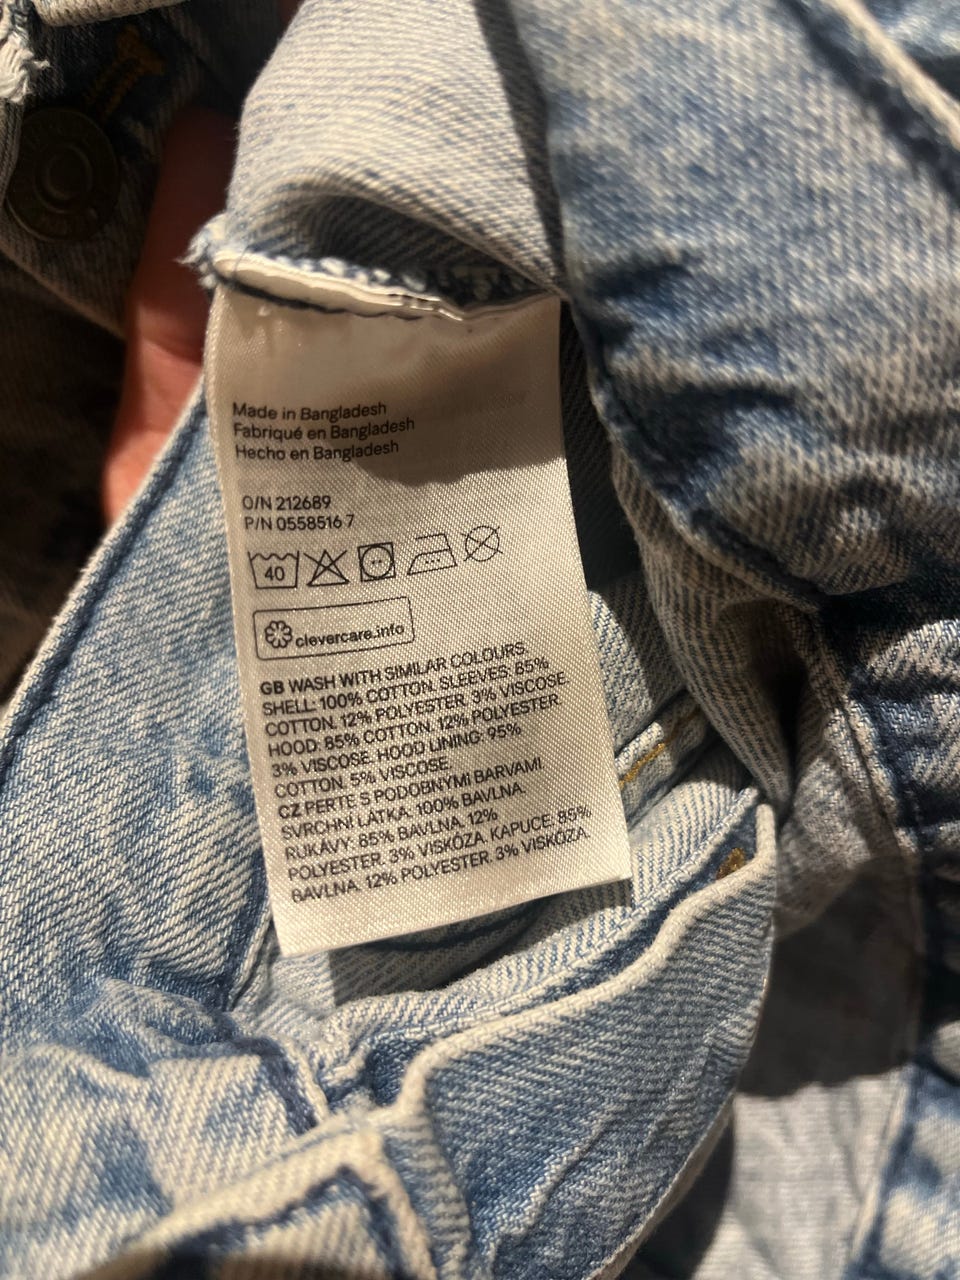 Made in Bangladesh
Fabriqué en Bangladesh
Hecho en Bangladesh
O/N 212689
P/N 0558516 7
40
clevercare.info
GB WASH WITH SIMILAR COLOURS.
SHELL: 100% COTTON. SLEEVES: 85%
COTTON. 12% POLYESTER. 3% VISCOSE.
HOOD: 85% COTTON. 12% POLYESTER.
3% VISCOSE. HOOD LINING: 95%
COTTON. 5% VISCOSE.
CZ PERTE S PODOBNÝMI BARVAMI.
SVRCHNÍ LÁTKA. 100% BAVLNA.
RUKÁVY: 85% BAVLNA. 12%
POLYESTER. 3% VISKÓZA. KAPUCE: 85%
BAVLNA. 12% POLYESTER. 3% VISKÓZA.